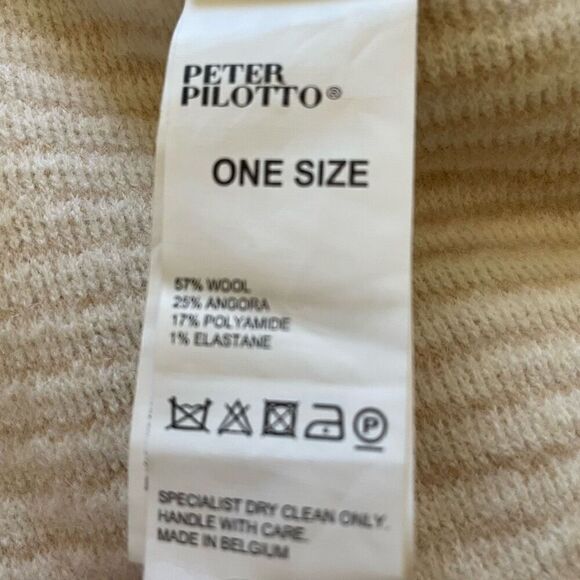 PETER
PILOTTO®
ONE SIZE
57% WOOL
25% ANGORA
17% POLYAMIDE
1% ELASTANE
P
SPECIALIST DRY CLEAN ONLY.
HANDLE WITH CARE.
MADE IN BELGIUM